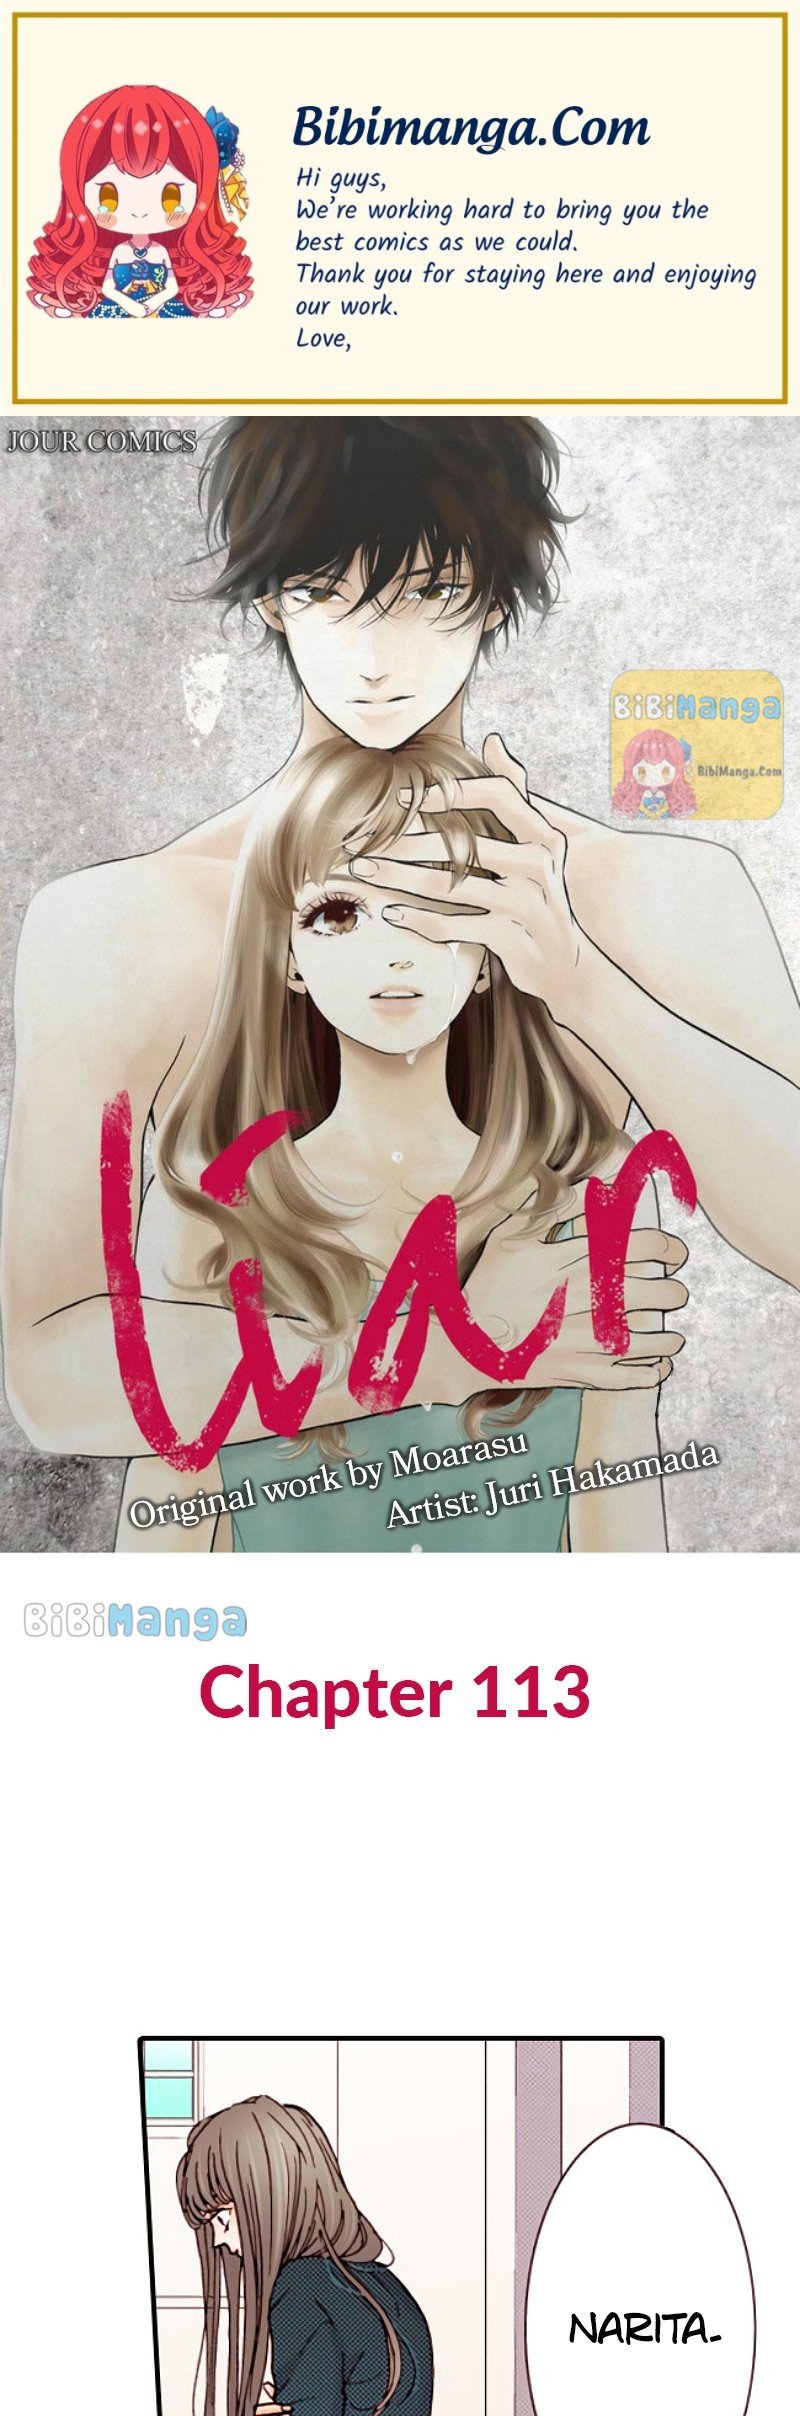 Bibimanga.Com
Hi guys,
We're working hard to bring you the
best comics as we could.
Thank you for staying here and enjoying
our work.
Love,
JOUR COMICS
BiBiManga
BibiManga.Com
liar
Original work by Moarasu
Artist: Juri Hakamada
BiBiManga
Chapter 113
NARITA-